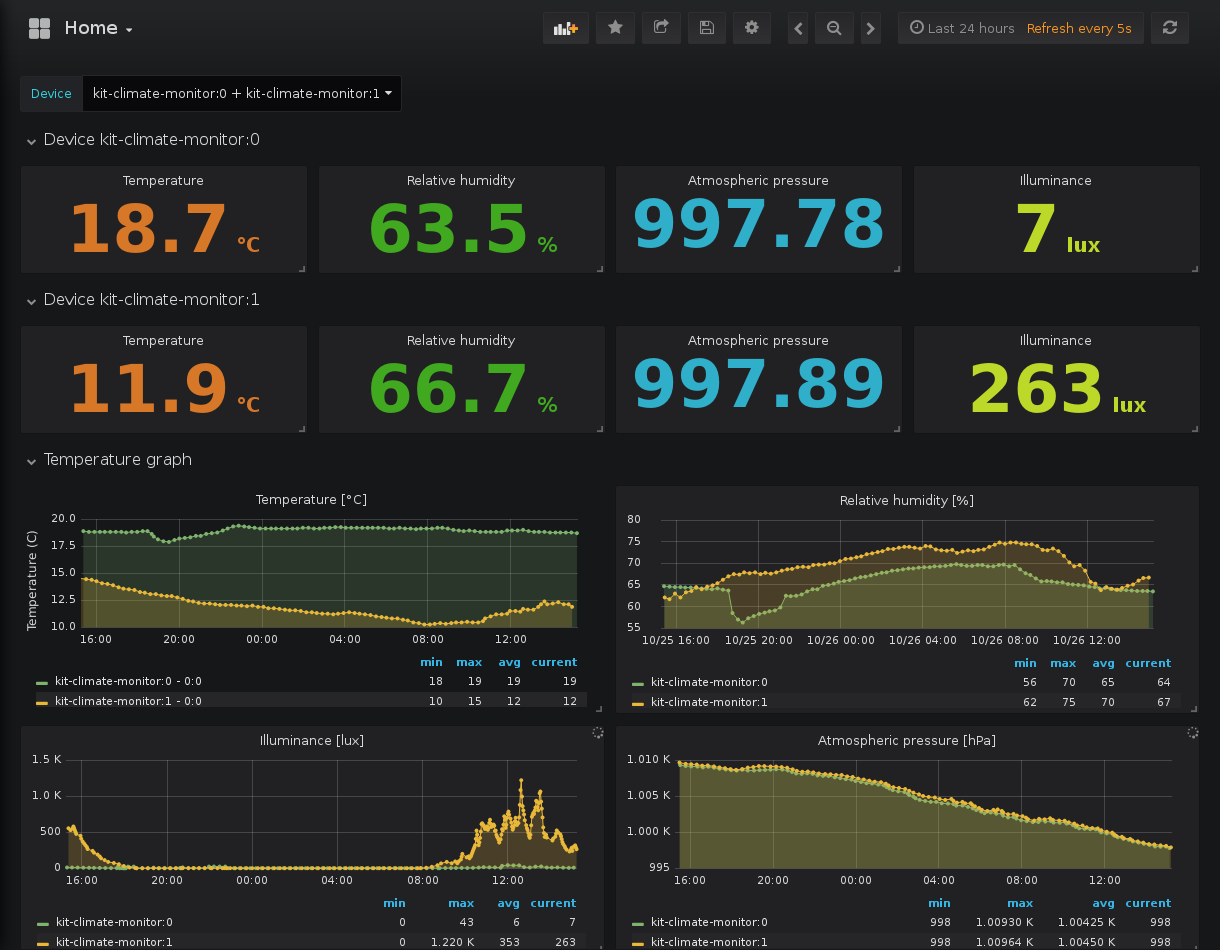 Home
Last 24 hours Refresh every 5s
Device kit-climate-monitor:0 + kit-climate-monitor:1
Device kit-climate-monitor:0
Temperature Relative humidity Atmospheric pressure Illuminance
18.7 °C 63.5 % 997.78 7 lux
Device kit-climate-monitor:1
Temperature Relative humidity Atmospheric pressure Illuminance
11.9 °C 66.7 % 997.89 263 lux
Temperature graph
Temperature [°C]
Temperature (C)
20.0
17.5
15.0
12.5
10.0
16:00 20:00 00:00 04:00 08:00 12:00
min max avg current
kit-climate-monitor:0 - 0:0 18 19 19 19
kit-climate-monitor:1 - 0:0 10 15 12 12
Relative humidity [%]
80
75
70
65
60
55
10/25 16:00 10/25 20:00 10/26 00:00 10/26 04:00 10/26 08:00 10/26 12:00
min max avg current
kit-climate-monitor:0 56 70 65 64
kit-climate-monitor:1 62 75 70 67
Illuminance [lux]
1.5 K
1.0 K
500
0
16:00 20:00 00:00 04:00 08:00 12:00
min max avg current
kit-climate-monitor:0 0 43 6 7
kit-climate-monitor:1 0 1.220 K 353 263
Atmospheric pressure [hPa]
1.010 K
1.005 K
1.000 K
995
16:00 20:00 00:00 04:00 08:00 12:00
min max avg current
kit-climate-monitor:0 998 1.00930 K 1.00425 K 998
kit-climate-monitor:1 998 1.00964 K 1.00450 K 998